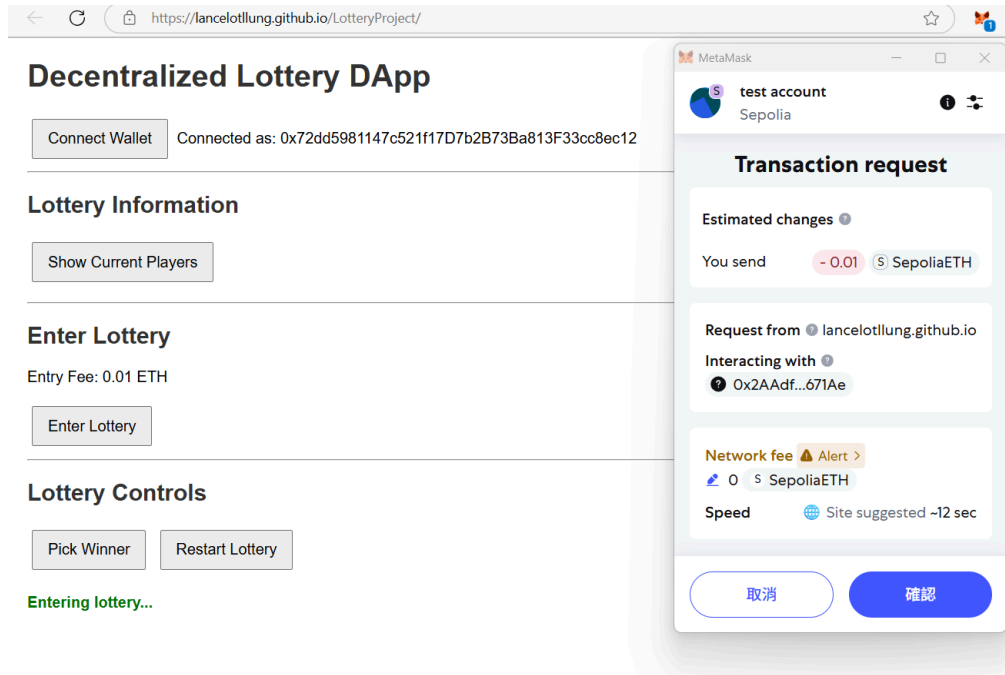 https://lancelotllung.github.io/LotteryProject/
1
Decentralized Lottery DApp
Connect Wallet
Connected as: 0x72dd5981147c521f17D7b2B73Ba813F33cc8ec12
Lottery Information
Show Current Players
Enter Lottery
Entry Fee: 0.01 ETH
Enter Lottery
Lottery Controls
Pick Winner
Restart Lottery
Entering lottery...
MetaMask
S
test account
Sepolia
Transaction request
Estimated changes ?
You send - 0.01 S SepoliaETH
Request from ? lancelotllung.github.io
Interacting with ?
? 0x2AAdf...671Ae
Network fee Alert >
0 S SepoliaETH
Speed Site suggested ~12 sec
取消
確認